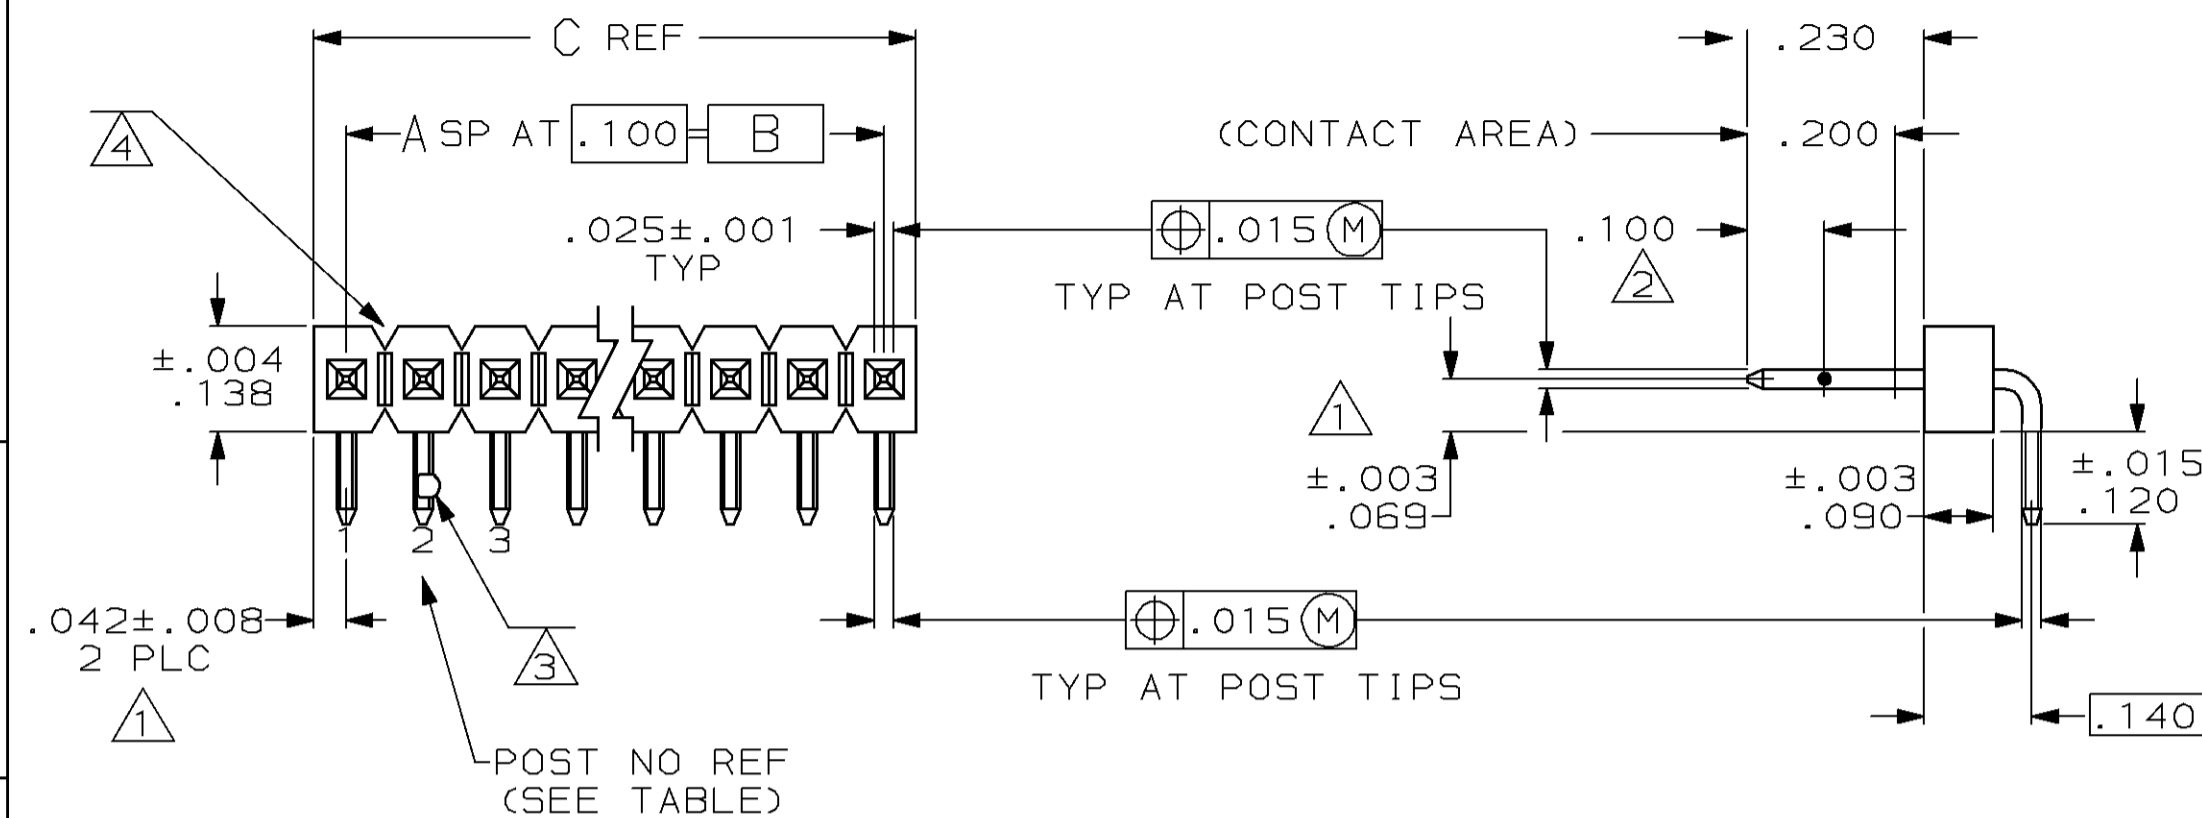 C REF
.230
4
A SP AT .100 = B
(CONTACT AREA)
.200
.025±.001
TYP
⌖ .015 Ⓜ
TYP AT POST TIPS
.100
2
±.004
.138
1
±.003
.069
±.003
.090
±.015
.120
1 2 3
.042±.008
2 PLC
1
3
⌖ .015 Ⓜ
TYP AT POST TIPS
.140
POST NO REF
(SEE TABLE)